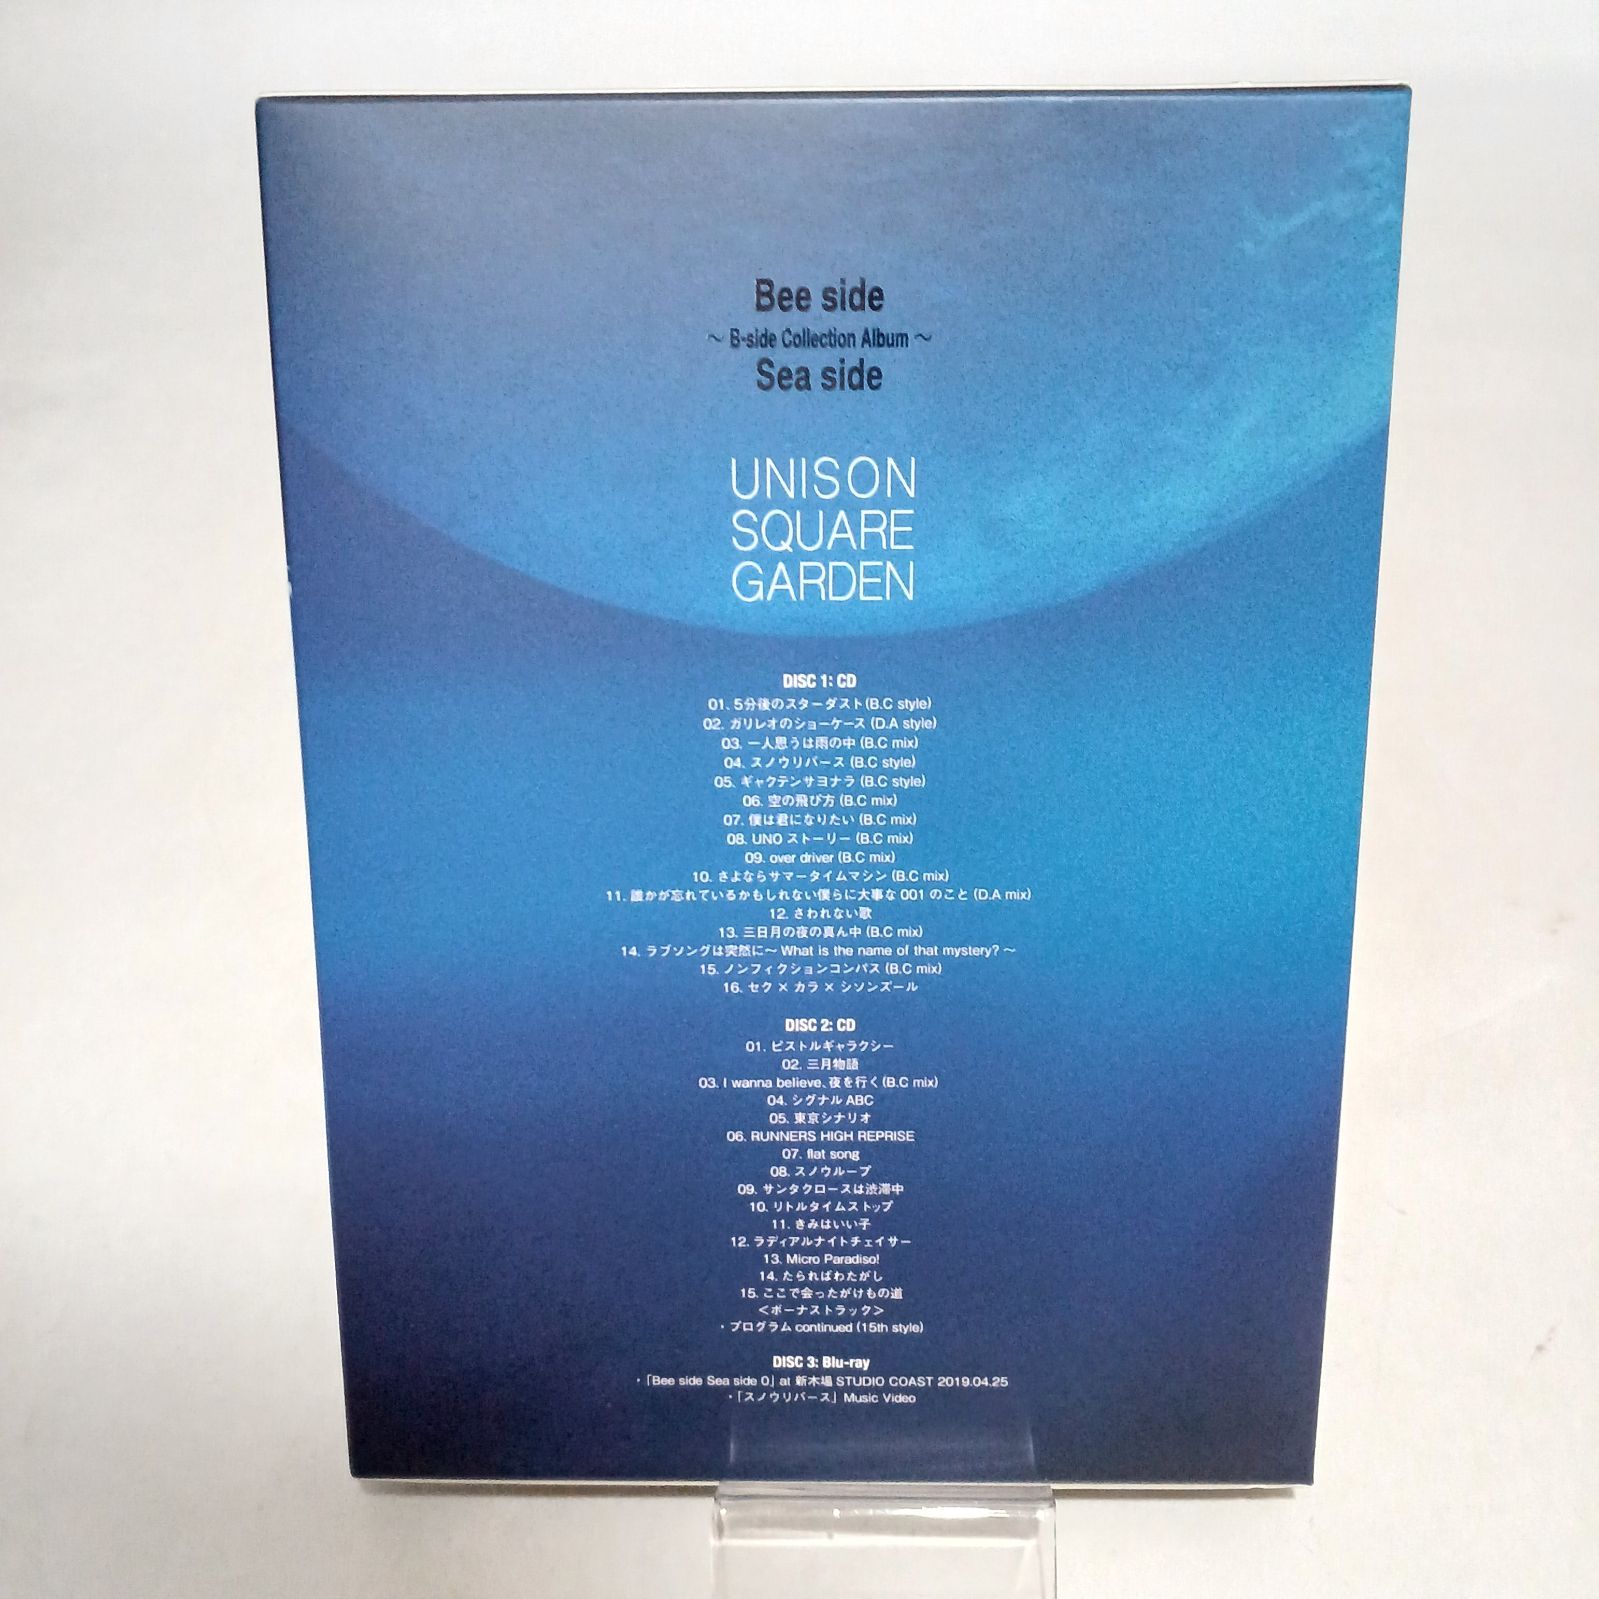 Bee side
～ B-side Collection Album ～
Sea side
UNISON
SQUARE
GARDEN
DISC 1: CD
01. 5分後のスターダスト(B.C style)
02. ガリレオのショーケース (D.A style)
03. 一人思うは雨の中 (B.C mix)
04. スノウリバース (B.C style)
05. ギャクテンサヨナラ (B.C style)
06. 空の飛び方 (B.C mix)
07. 僕は君になりたい (B.C mix)
08. UNO ストーリー (B.C mix)
09. over driver (B.C mix)
10. さよならサマータイムマシン (B.C mix)
11. 誰かが忘れているかもしれない僕らに大事な 001 のこと (D.A mix)
12. さわれない歌
13. 三日月の夜の真ん中 (B.C mix)
14. ラブソングは突然に～ What is the name of that mystery? ～
15. ノンフィクションコンパス (B.C mix)
16. セク × カラ × シソンズール
DISC 2: CD
01. ピストルギャラクシー
02. 三月物語
03. I wanna believe、夜を行く (B.C mix)
04. シグナル ABC
05. 東京シナリオ
06. RUNNERS HIGH REPRISE
07. flat song
08. スノウループ
09. サンタクロースは渋滞中
10. リトルタイムストップ
11. きみはいい子
12. ラディアルナイトチェイサー
13. Micro Paradiso!
14. たらればわたがし
15. ここで会ったがけもの道
＜ボーナストラック＞
・プログラム continued (15th style)
DISC 3: Blu-ray
・「Bee side Sea side 0」 at 新木場 STUDIO COAST 2019.04.25
・「スノウリバース」 Music Video